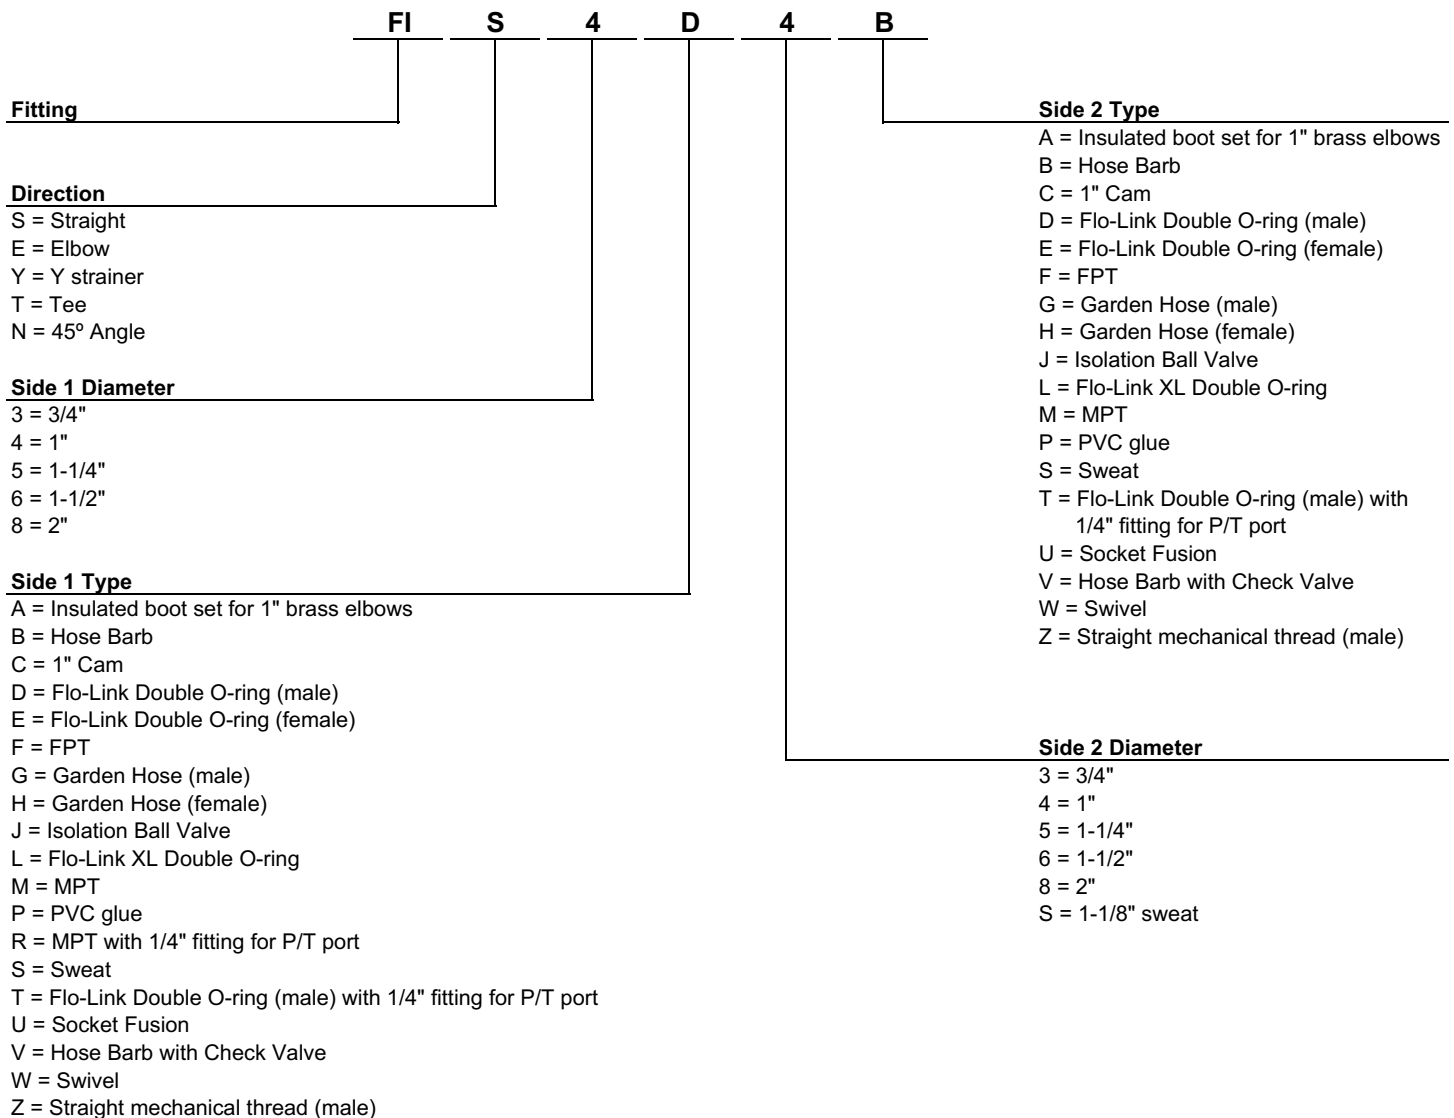 FI S 4 D 4 B
Fitting
Direction
S = Straight
E = Elbow
Y = Y strainer
T = Tee
N = 45º Angle
Side 1 Diameter
3 = 3/4"
4 = 1"
5 = 1-1/4"
6 = 1-1/2"
8 = 2"
Side 1 Type
A = Insulated boot set for 1" brass elbows
B = Hose Barb
C = 1" Cam
D = Flo-Link Double O-ring (male)
E = Flo-Link Double O-ring (female)
F = FPT
G = Garden Hose (male)
H = Garden Hose (female)
J = Isolation Ball Valve
L = Flo-Link XL Double O-ring
M = MPT
P = PVC glue
R = MPT with 1/4" fitting for P/T port
S = Sweat
T = Flo-Link Double O-ring (male) with 1/4" fitting for P/T port
U = Socket Fusion
V = Hose Barb with Check Valve
W = Swivel
Z = Straight mechanical thread (male)
Side 2 Type
A = Insulated boot set for 1" brass elbows
B = Hose Barb
C = 1" Cam
D = Flo-Link Double O-ring (male)
E = Flo-Link Double O-ring (female)
F = FPT
G = Garden Hose (male)
H = Garden Hose (female)
J = Isolation Ball Valve
L = Flo-Link XL Double O-ring
M = MPT
P = PVC glue
S = Sweat
T = Flo-Link Double O-ring (male) with
1/4" fitting for P/T port
U = Socket Fusion
V = Hose Barb with Check Valve
W = Swivel
Z = Straight mechanical thread (male)
Side 2 Diameter
3 = 3/4"
4 = 1"
5 = 1-1/4"
6 = 1-1/2"
8 = 2"
S = 1-1/8" sweat